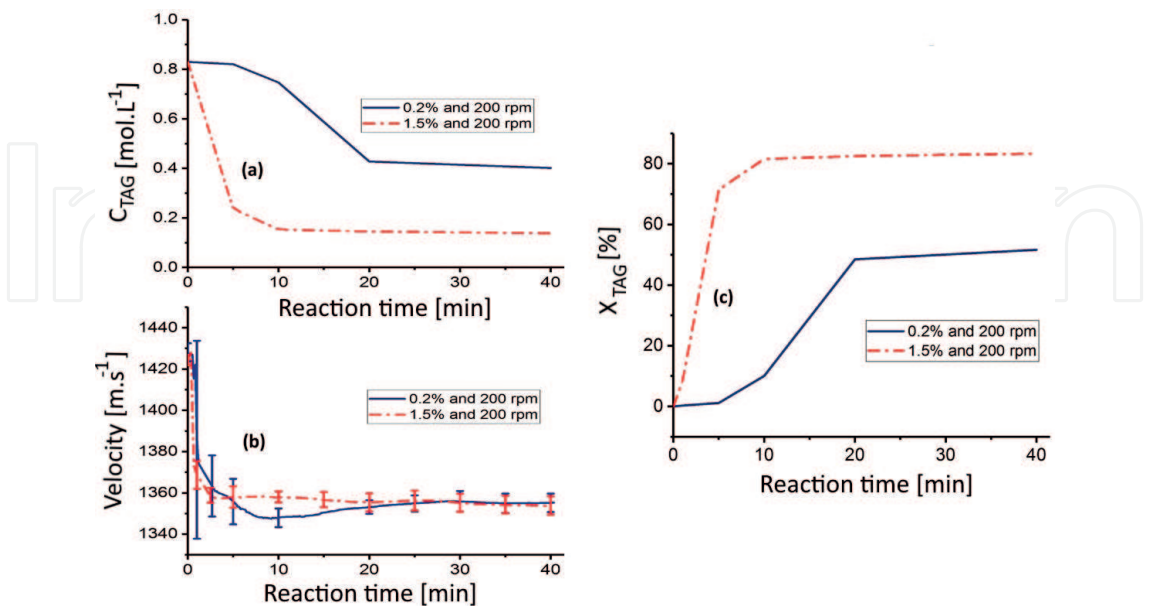 C_TAG [mol.L^-1]
1.0
0.8
0.6
0.4
0.2
0.0
0.2% and 200 rpm
1.5% and 200 rpm
(a)
0 10 20 30 40
Reaction time [min]
Velocity [m.s^-1]
1440
1420
1400
1380
1360
1340
0.2% and 200 rpm
1.5% and 200 rpm
(b)
0 10 20 30 40
Reaction time [min]
X_TAG [%]
80
60
40
20
0
(c)
0.2% and 200 rpm
1.5% and 200 rpm
0 10 20 30 40
Reaction time [min]